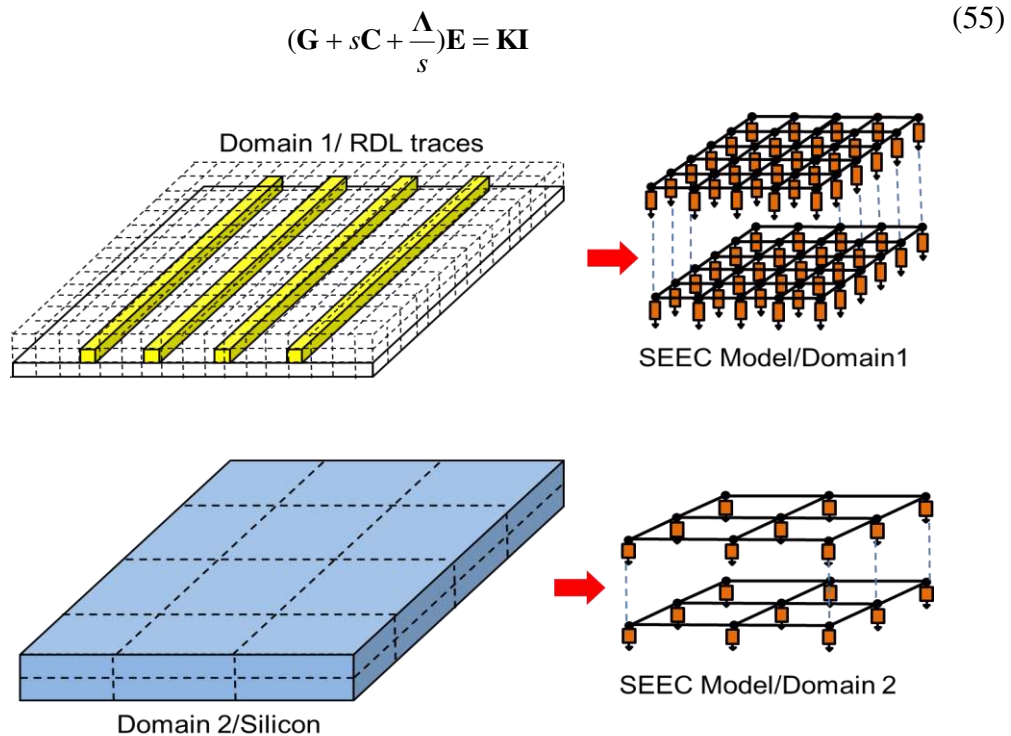 (55)
(G + sC + Λ/s)E = KI
Domain 1/ RDL traces
SEEC Model/Domain1
SEEC Model/Domain 2
Domain 2/Silicon